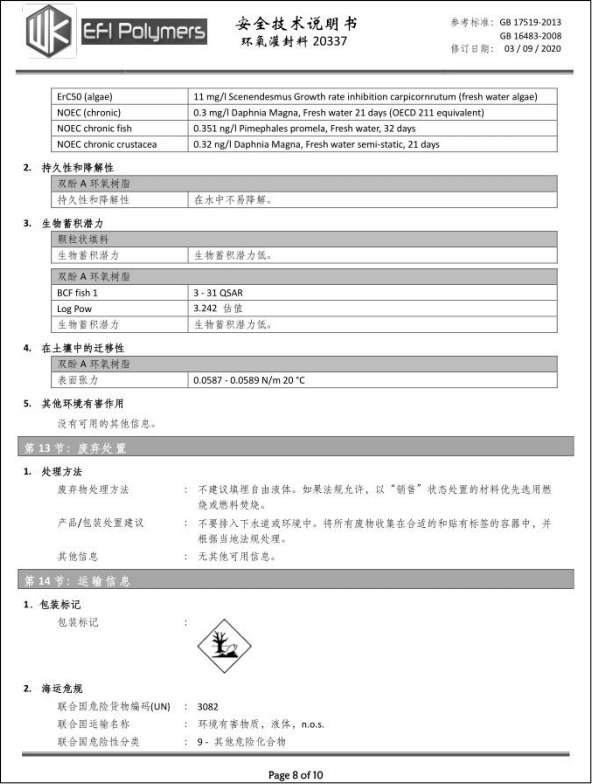 EFI Polymers
安全技术说明书
环氧灌封料 20337
参考标准: GB 17519-2013
GB 16483-2008
修订日期: 03 / 09 / 2020
ErC50 (algae) 11 mg/l Scenendesmus Growth rate inhibition carpicornrutum (fresh water algae)
NOEC (chronic) 0.3 mg/l Daphnia Magna, Fresh water 21 days (OECD 211 equivalent)
NOEC chronic fish 0.351 ng/l Pimephales promela, Fresh water, 32 days
NOEC chronic crustacea 0.32 ng/l Daphnia Magna, Fresh water semi-static, 21 days
2. 持久性和降解性
双酚 A 环氧树脂
持久性和降解性 在水中不易降解。
3. 生物蓄积潜力
颗粒状填料
生物蓄积潜力 生物蓄积潜力低。
双酚 A 环氧树脂
BCF fish 1 3 - 31 QSAR
Log Pow 3.242 估值
生物蓄积潜力 生物蓄积潜力低。
4. 在土壤中的迁移性
双酚 A 环氧树脂
表面张力 0.0587 - 0.0589 N/m 20 °C
5. 其他环境有害作用
没有可用的其他信息。
第 13 节: 废弃处置
1. 处理方法
废弃物处理方法 : 不建议填埋自由液体。如果法规允许, 以“销售”状态处置的材料优先选用燃
烧或燃料焚烧。
产品/包装处置建议 : 不要排入下水道或环境中。将所有废物收集在合适的和贴有标签的容器中, 并
根据当地法规处理。
其他信息 : 无其他可用信息。
第 14 节: 运输信息
1. 包装标记
包装标记 :
2. 海运危规
联合国危险货物编码(UN) : 3082
联合国运输名称 : 环境有害物质, 液体, n.o.s.
联合国危险性分类 : 9 - 其他危险化合物
Page 8 of 10